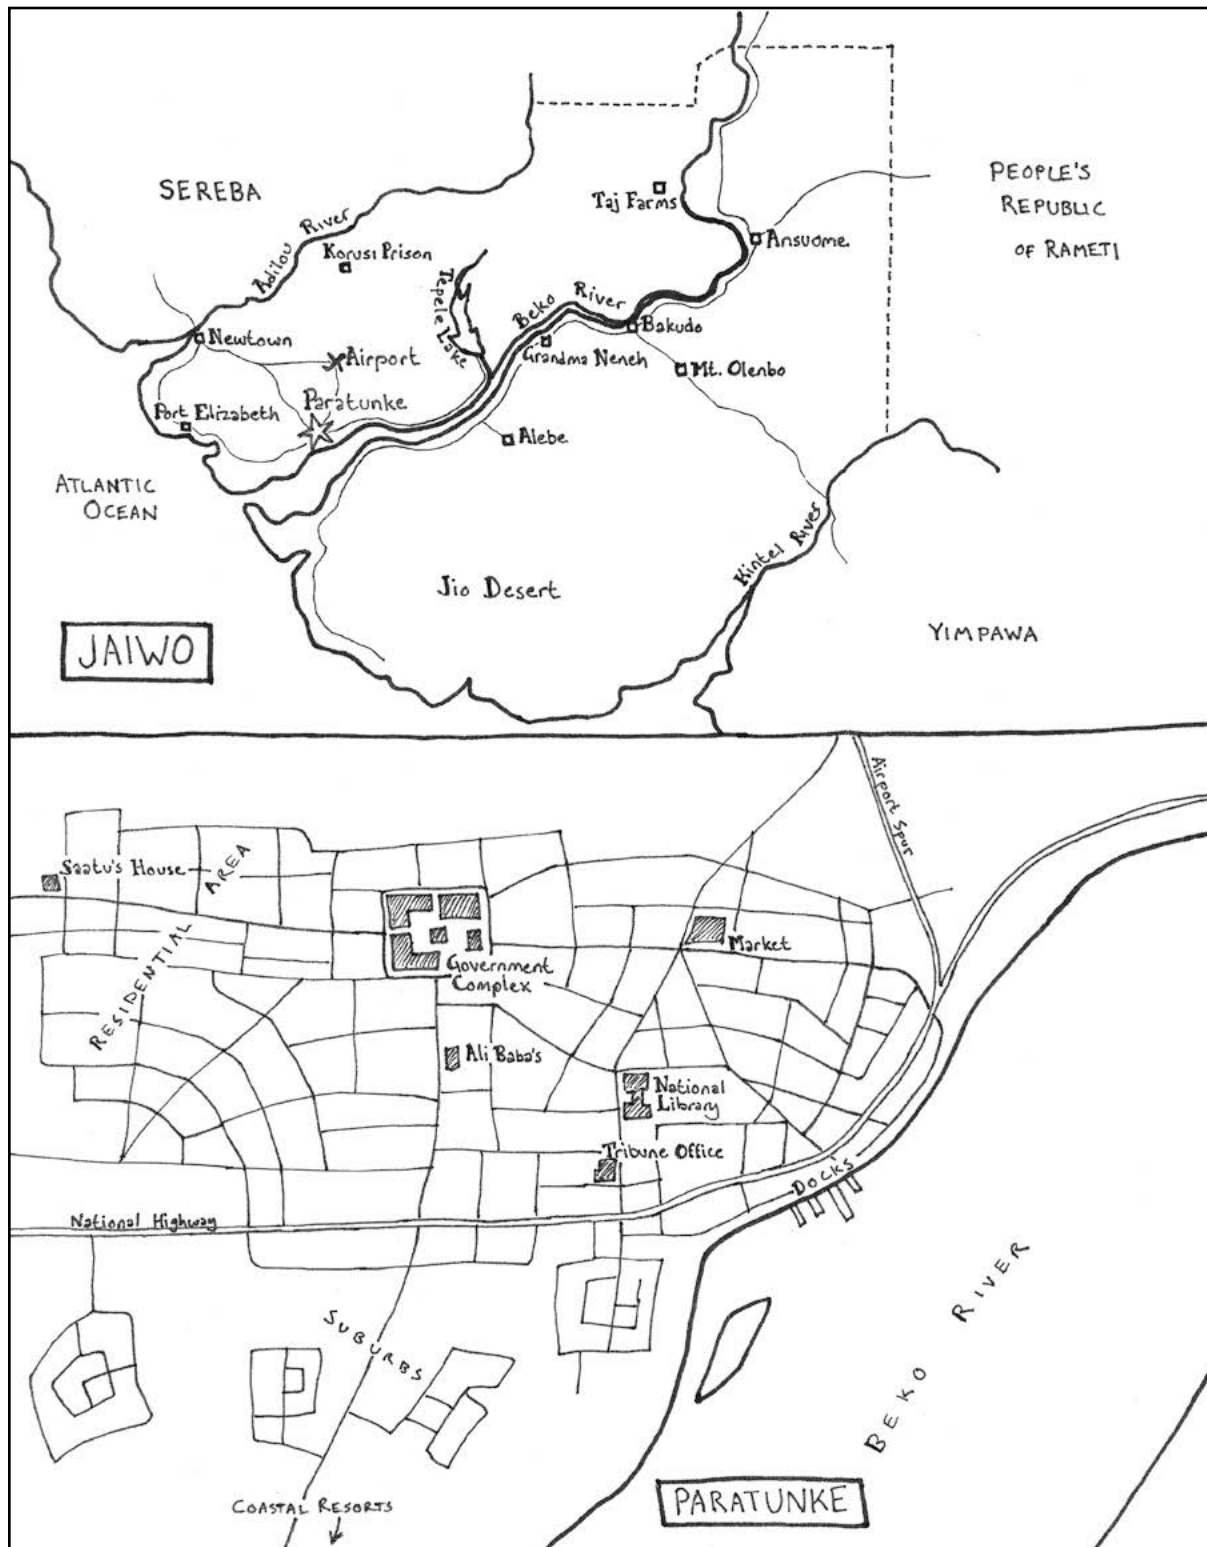 SEREBA
PEOPLE'S
REPUBLIC
OF RAMETI
Taj Farms
Adilou River
Korusi Prison
Ansuome
Tepele Lake
Beko River
Bakudo
Newtown
Grandma Neneh
Airport
Mt. Olenbo
Paratunke
Port Elizabeth
Alebe
ATLANTIC
OCEAN
Kintel River
Jio Desert
YIMPAWA
JAIWO
Airport Spur
Saatu's House
RESIDENTIAL AREA
Market
Government
Complex
Ali Baba's
National
Library
Tribune Office
Docks
National Highway
BEKO RIVER
SUBURBS
PARATUNKE
COASTAL RESORTS